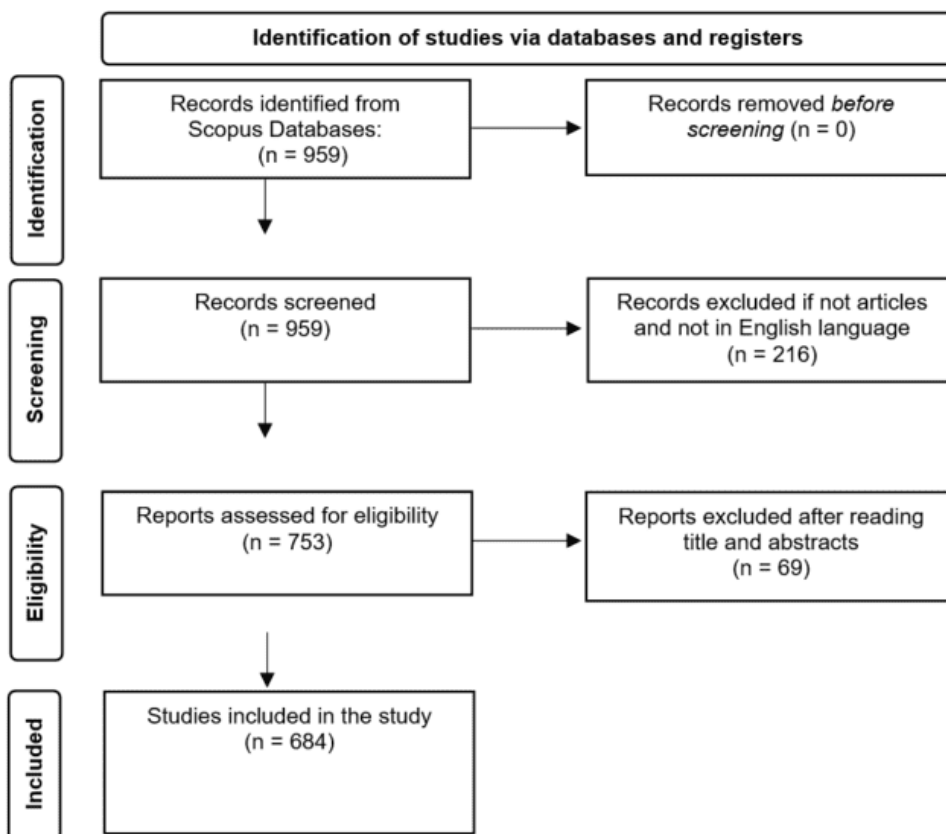 Identification of studies via databases and registers
Identification
Records identified from
Scopus Databases:
(n = 959)
Records removed before
screening (n = 0)
Screening
Records screened
(n = 959)
Records excluded if not articles
and not in English language
(n = 216)
Eligibility
Reports assessed for eligibility
(n = 753)
Reports excluded after reading
title and abstracts
(n = 69)
Included
Studies included in the study
(n = 684)